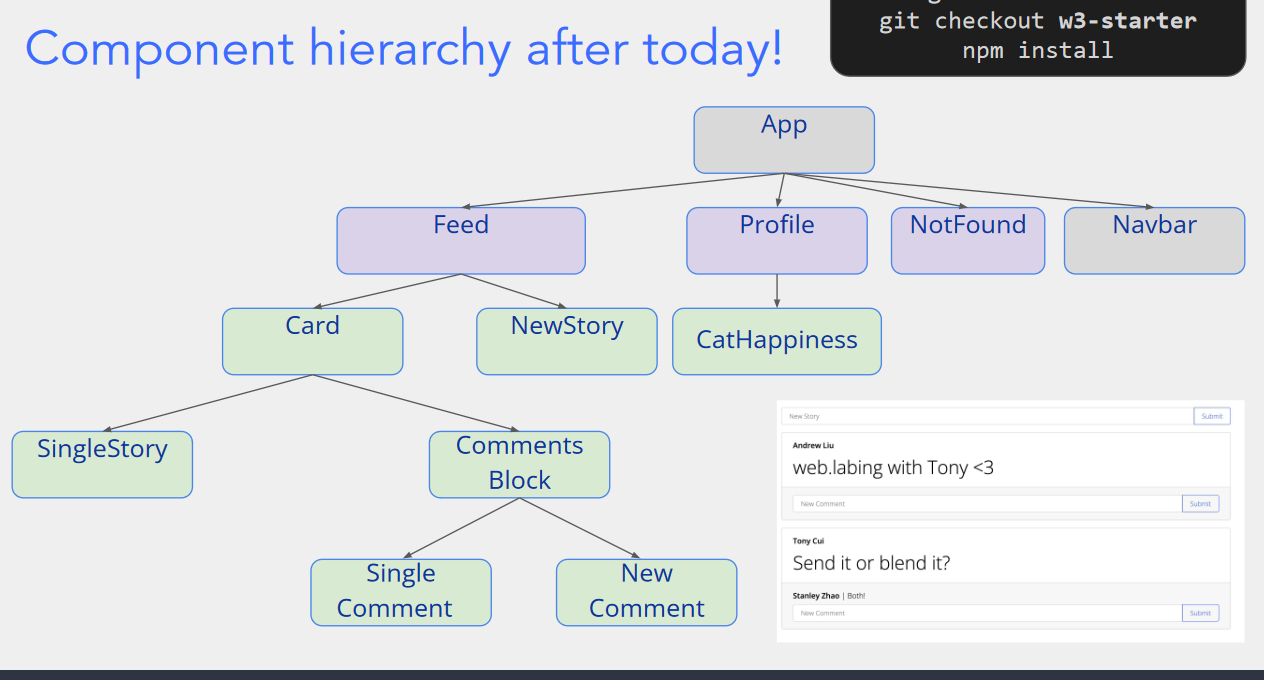 Component hierarchy after today!
git checkout w3-starter
npm install
App
Feed
Profile
NotFound
Navbar
Card
NewStory
CatHappiness
SingleStory
Comments
Block
Single
Comment
New
Comment
New Story
Submit
Andrew Liu
web.labing with Tony <3
New Comment
Submit
Tony Cui
Send it or blend it?
Stanley Zhao | Both!
New Comment
Submit